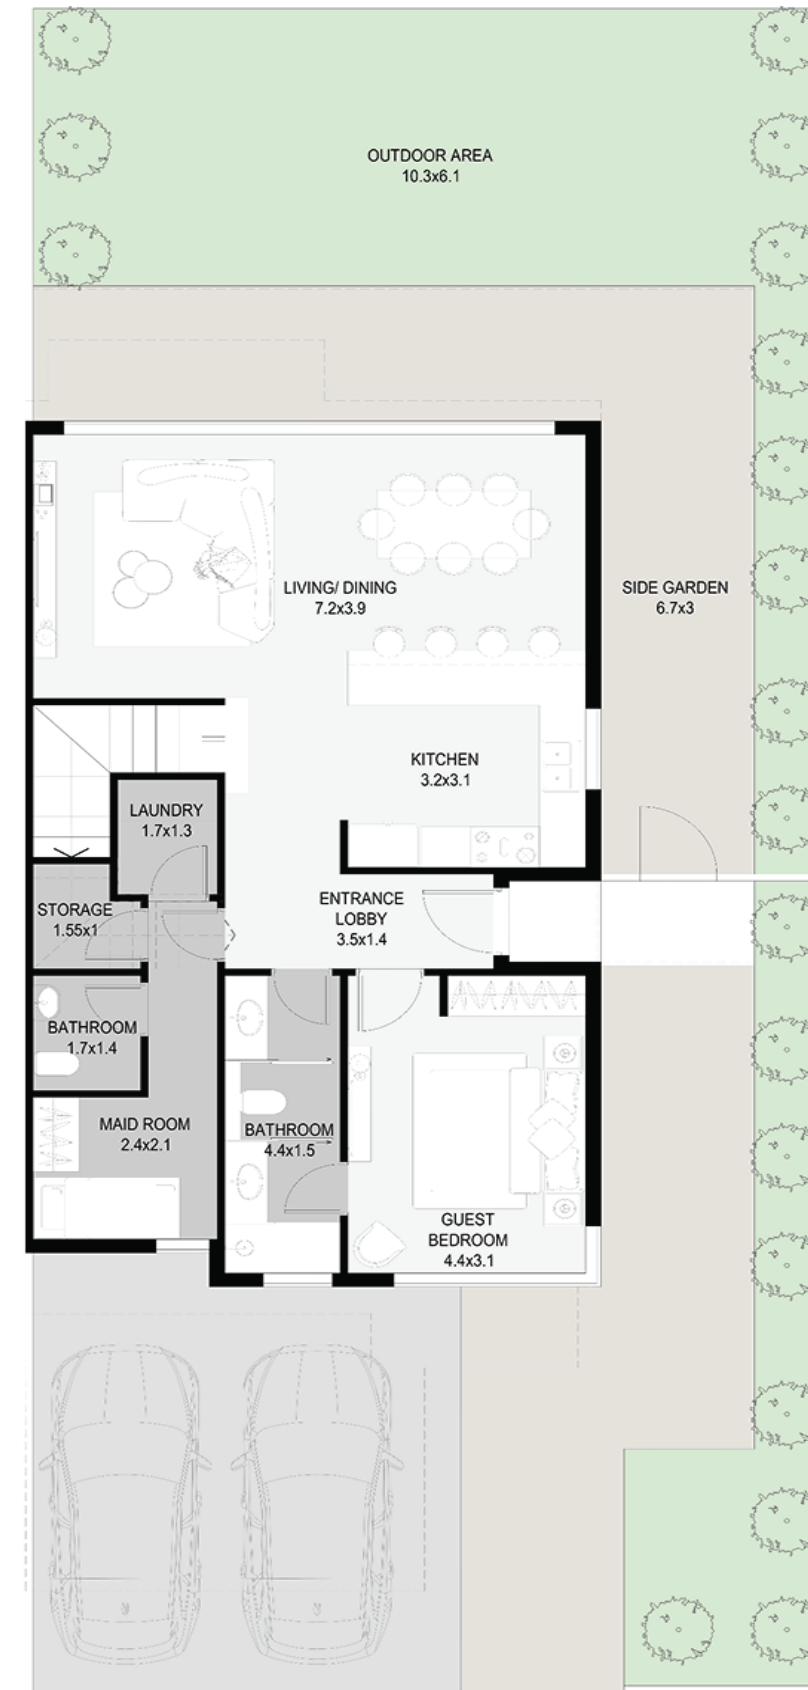 OUTDOOR AREA
10.3x6.1
LIVING/ DINING
7.2x3.9
SIDE GARDEN
6.7x3
KITCHEN
3.2x3.1
LAUNDRY
1.7x1.3
ENTRANCE
LOBBY
3.5x1.4
STORAGE
1.55x1
BATHROOM
1.7x1.4
MAID ROOM
2.4x2.1
BATHROOM
4.4x1.5
GUEST
BEDROOM
4.4x3.1